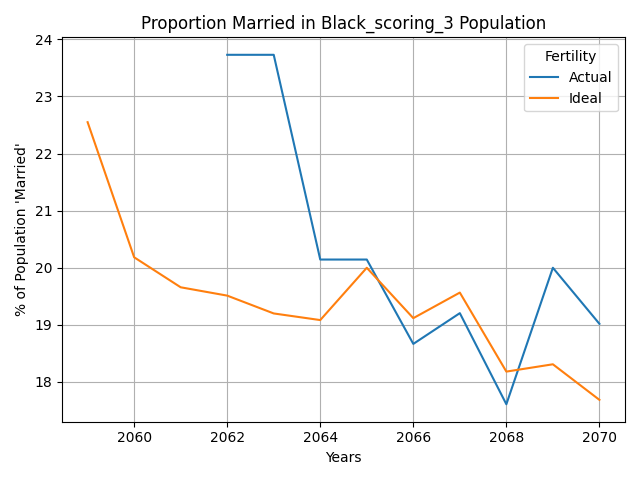 Proportion Married in Black_scoring_3 Population
24
23
22
21
20
19
18
% of Population 'Married'
Fertility
Actual
Ideal
2060 2062 2064 2066 2068 2070
Years